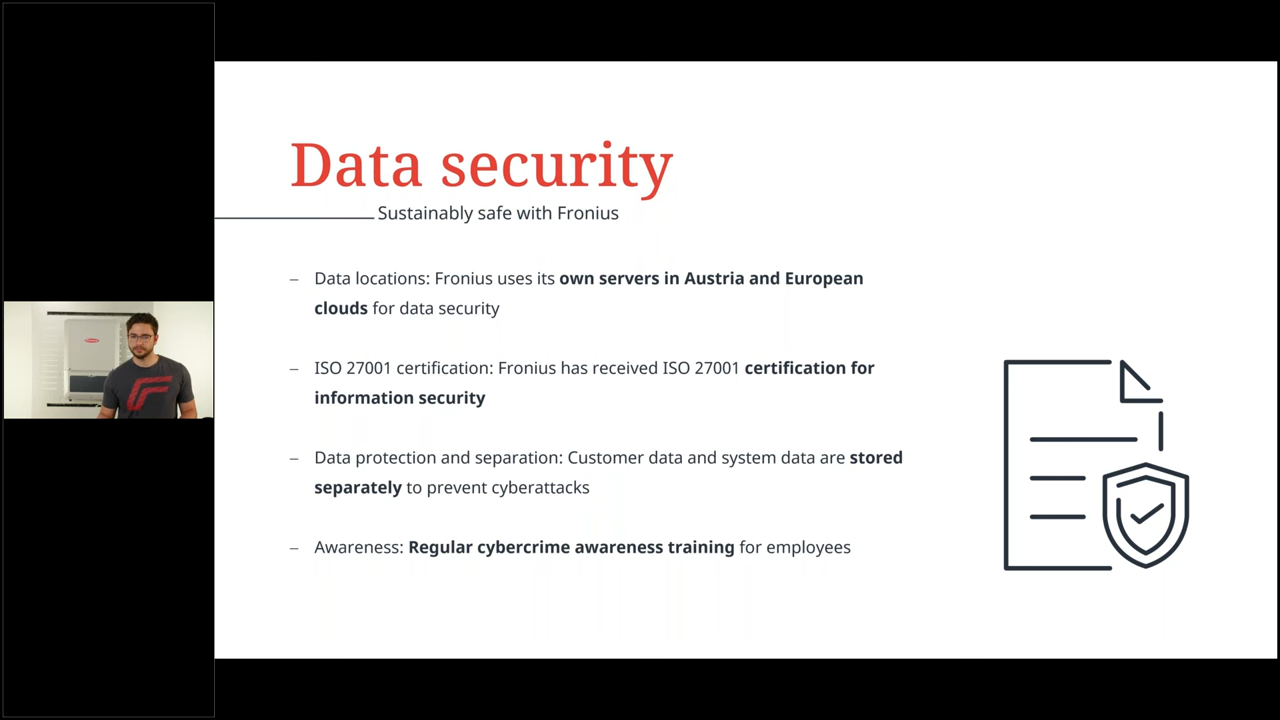 Data security
Sustainably safe with Fronius
– Data locations: Fronius uses its own servers in Austria and European
clouds for data security
– ISO 27001 certification: Fronius has received ISO 27001 certification for
information security
– Data protection and separation: Customer data and system data are stored
separately to prevent cyberattacks
– Awareness: Regular cybercrime awareness training for employees